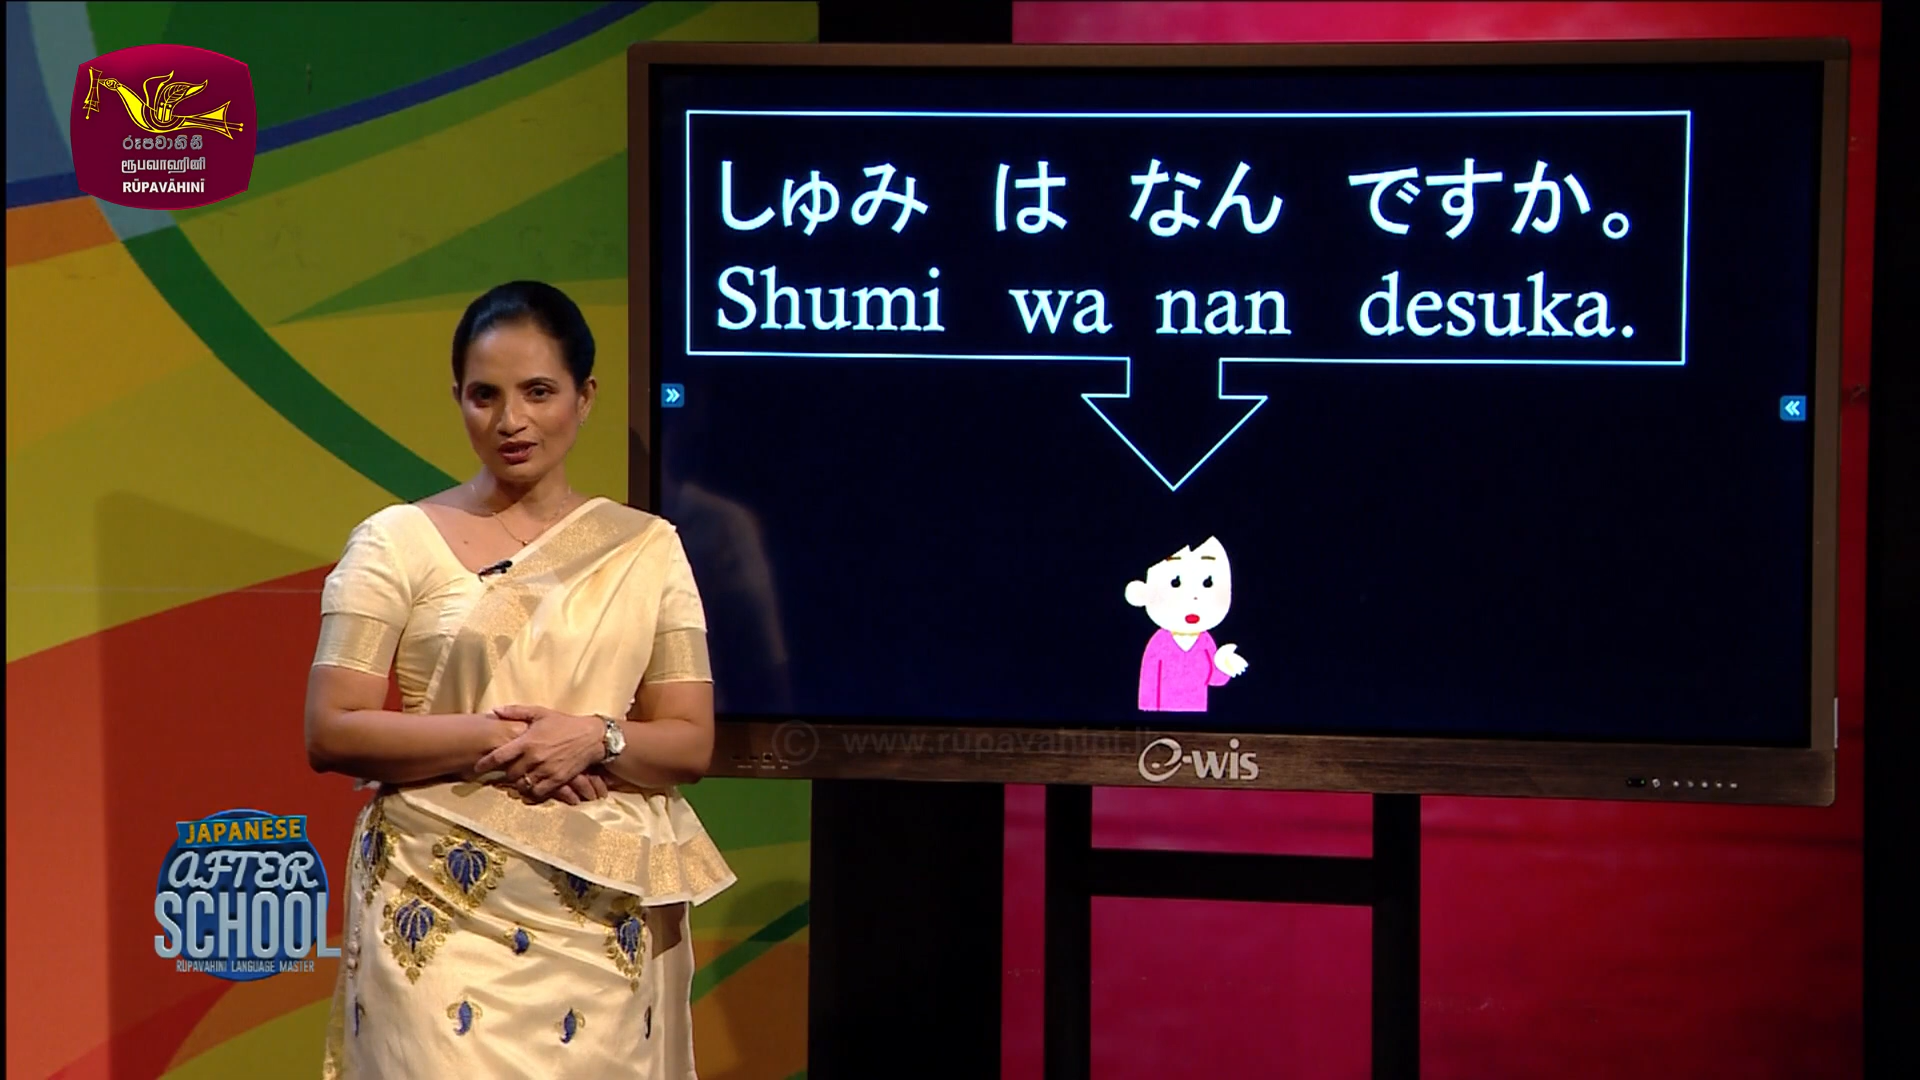 රූපවාහිනී
ரூபவாஹினி
RŪPAVĀHINĪ
しゅみ は なん ですか。
Shumi wa nan desuka.
© www.rupavahini.l
e-wis
JAPANESE
AFTER
SCHOOL
RUPAVAHINI LANGUAGE MASTER